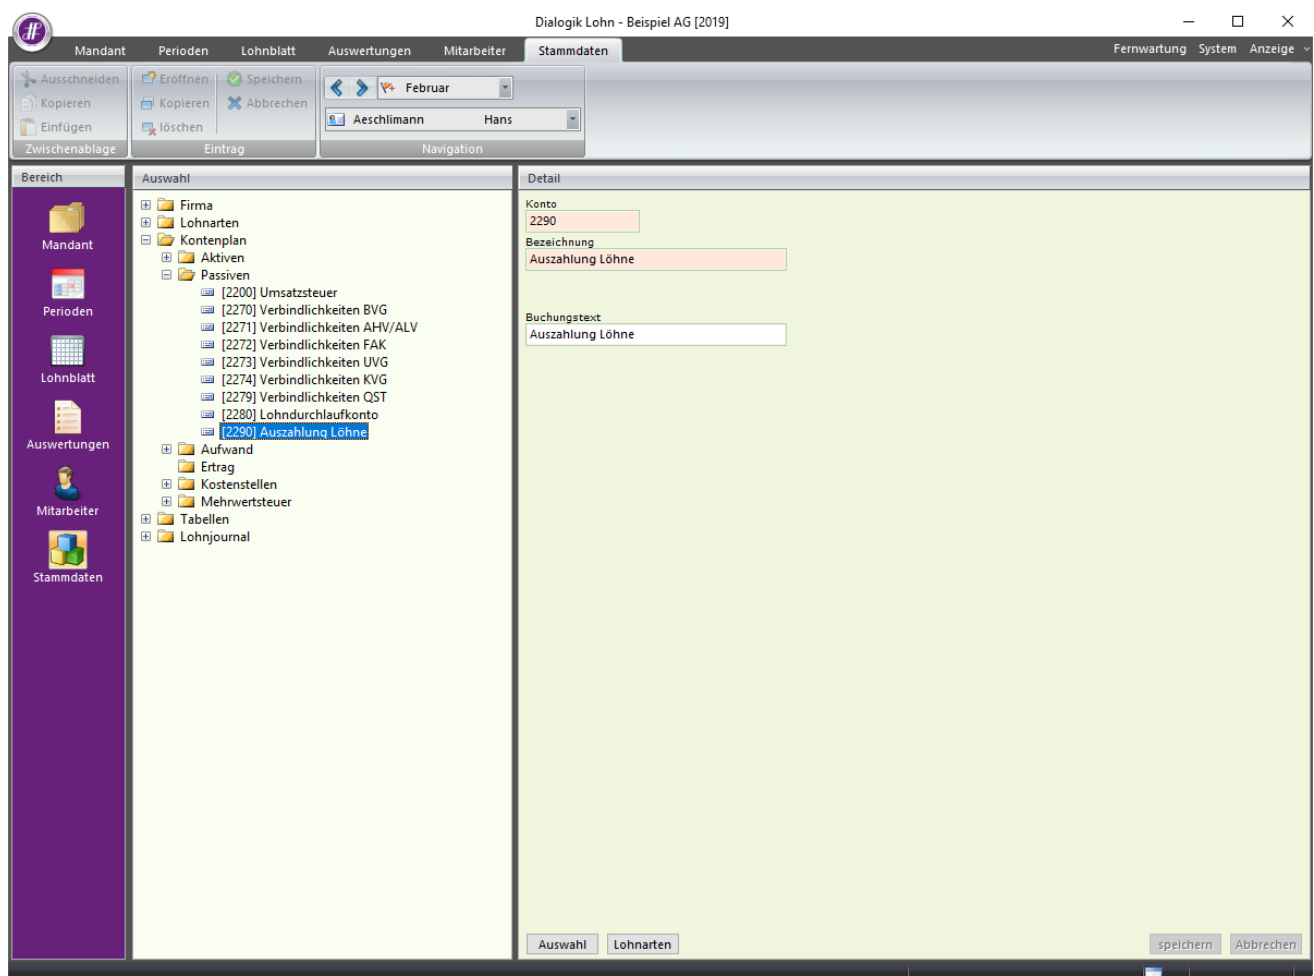 Dialogik Lohn - Beispiel AG [2019]
Mandant Perioden Lohnblatt Auswertungen Mitarbeiter Stammdaten Fernwartung System Anzeige
Ausschneiden
Kopieren
Einfügen
Zwischenablage
Eröffnen Speichern
Kopieren Abbrechen
löschen
Eintrag
Februar
Aeschlimann Hans
Navigation
Bereich
Mandant
Perioden
Lohnblatt
Auswertungen
Mitarbeiter
Stammdaten
Auswahl
Firma
Lohnarten
Kontenplan
Aktiven
Passiven
[2200] Umsatzsteuer
[2270] Verbindlichkeiten BVG
[2271] Verbindlichkeiten AHV/ALV
[2272] Verbindlichkeiten FAK
[2273] Verbindlichkeiten UVG
[2274] Verbindlichkeiten KVG
[2279] Verbindlichkeiten QST
[2280] Lohndurchlaufkonto
[2290] Auszahlung Löhne
Aufwand
Ertrag
Kostenstellen
Mehrwertsteuer
Tabellen
Lohnjournal
Detail
Konto
2290
Bezeichnung
Auszahlung Löhne
Buchungstext
Auszahlung Löhne
Auswahl Lohnarten speichern Abbrechen